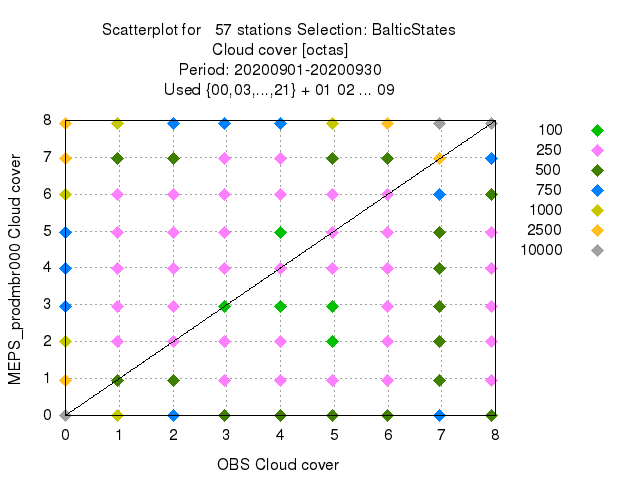 Scatterplot for 57 stations Selection: BalticStates
Cloud cover [octas]
Period: 20200901-20200930
Used {00,03,...,21} + 01 02 ... 09
MEPS_prodmbr000 Cloud cover
8
7
6
5
4
3
2
1
0
0 1 2 3 4 5 6 7 8
OBS Cloud cover
100
250
500
750
1000
2500
10000